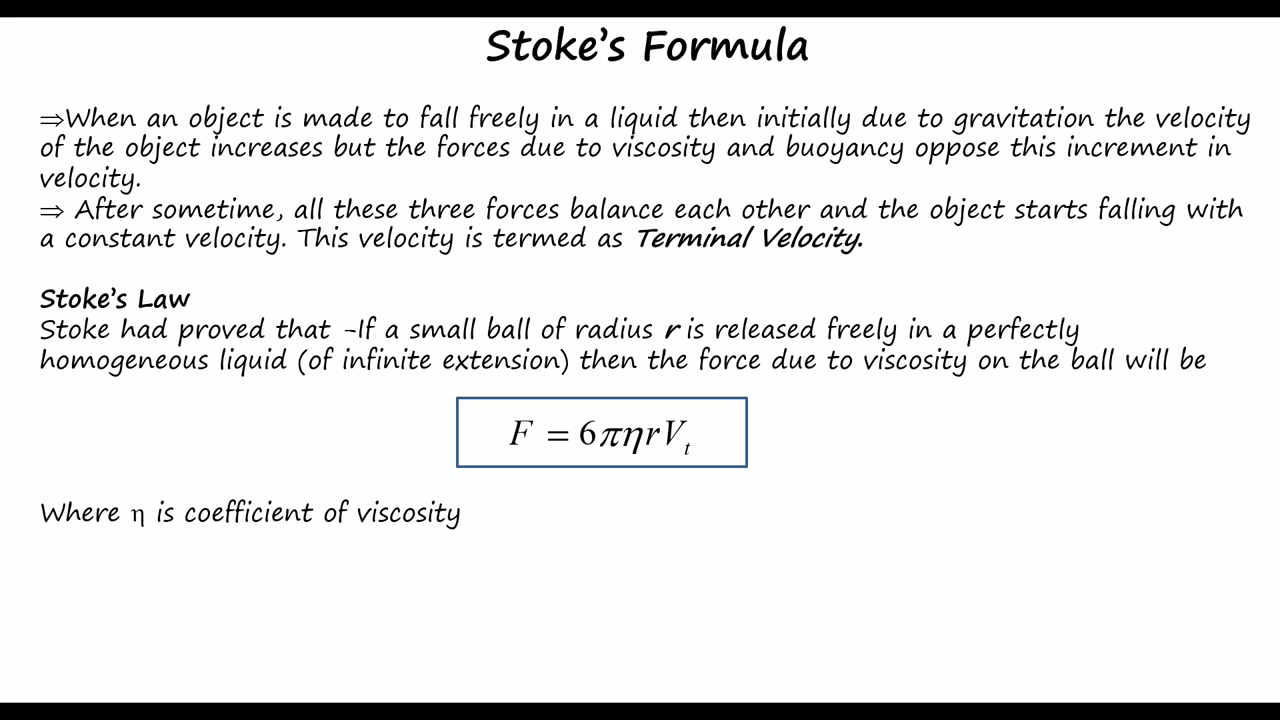 Stoke's Formula
⇒When an object is made to fall freely in a liquid then initially due to gravitation the velocity
of the object increases but the forces due to viscosity and buoyancy oppose this increment in
velocity.
⇒ After sometime, all these three forces balance each other and the object starts falling with
a constant velocity. This velocity is termed as Terminal Velocity.
Stoke's Law
Stoke had proved that -If a small ball of radius r is released freely in a perfectly
homogeneous liquid (of infinite extension) then the force due to viscosity on the ball will be
F = 6πηrVₜ
Where η is coefficient of viscosity